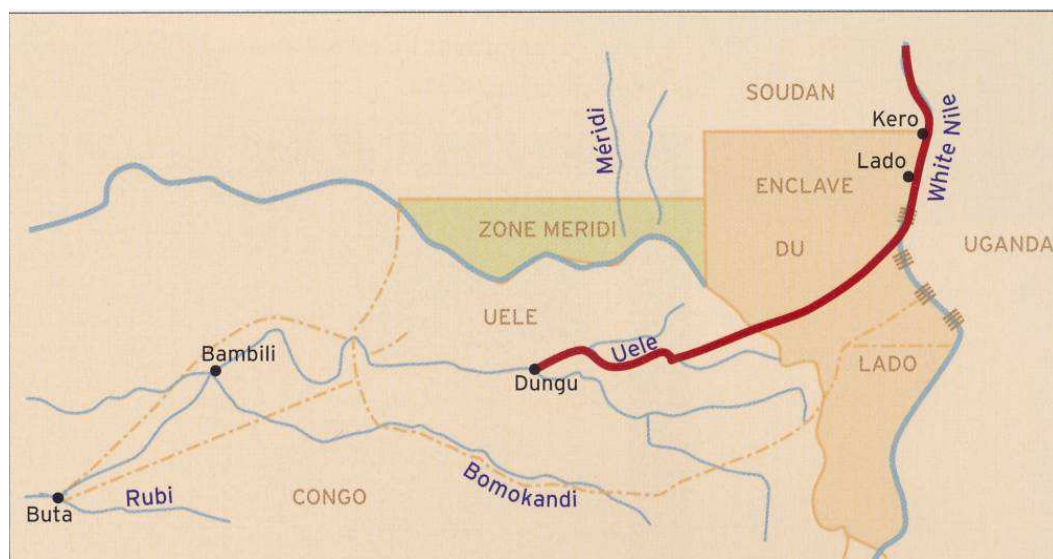 SOUDAN
Kero
White Nile
Méridi
Lado
ENCLAVE
ZONE MERIDI
DU
UGANDA
UELE
Uele
Bambili
Dungu
LADO
Rubi
CONGO
Bomokandi
Buta